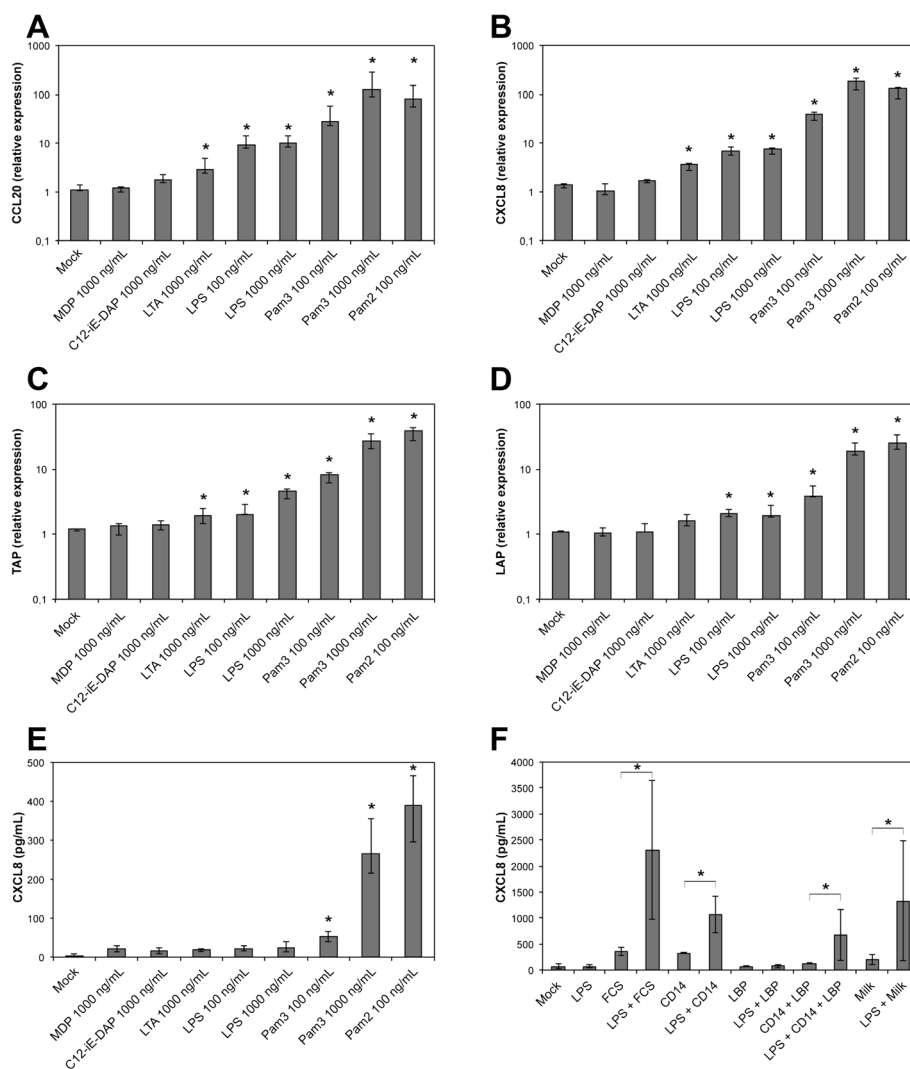 A
CCL20 (relative expression)
1000
100
10
1
0,1
*
*
*
*
*
*
Mock
MDP 1000 ng/mL
C12-iE-DAP 1000 ng/mL
LTA 1000 ng/mL
LPS 100 ng/mL
LPS 1000 ng/mL
Pam3 100 ng/mL
Pam3 1000 ng/mL
Pam2 100 ng/mL
B
CXCL8 (relative expression)
1000
100
10
1
0,1
*
*
*
*
*
*
Mock
MDP 1000 ng/mL
C12-iE-DAP 1000 ng/mL
LTA 1000 ng/mL
LPS 100 ng/mL
LPS 1000 ng/mL
Pam3 100 ng/mL
Pam3 1000 ng/mL
Pam2 100 ng/mL
C
TAP (relative expression)
100
10
1
0,1
*
*
*
*
*
*
Mock
MDP 1000 ng/mL
C12-iE-DAP 1000 ng/mL
LTA 1000 ng/mL
LPS 100 ng/mL
LPS 1000 ng/mL
Pam3 100 ng/mL
Pam3 1000 ng/mL
Pam2 100 ng/mL
D
LAP (relative expression)
100
10
1
0,1
*
*
*
*
*
Mock
MDP 1000 ng/mL
C12-iE-DAP 1000 ng/mL
LTA 1000 ng/mL
LPS 100 ng/mL
LPS 1000 ng/mL
Pam3 100 ng/mL
Pam3 1000 ng/mL
Pam2 100 ng/mL
E
CXCL8 (pg/mL)
500
400
300
200
100
0
*
*
*
Mock
MDP 1000 ng/mL
C12-iE-DAP 1000 ng/mL
LTA 1000 ng/mL
LPS 100 ng/mL
LPS 1000 ng/mL
Pam3 100 ng/mL
Pam3 1000 ng/mL
Pam2 100 ng/mL
F
CXCL8 (pg/mL)
4000
3500
3000
2500
2000
1500
1000
500
0
*
*
*
*
Mock
LPS
FCS
LPS + FCS
CD14
LPS + CD14
LBP
LPS + LBP
CD14 + LBP
LPS + CD14 + LBP
Milk
LPS + Milk